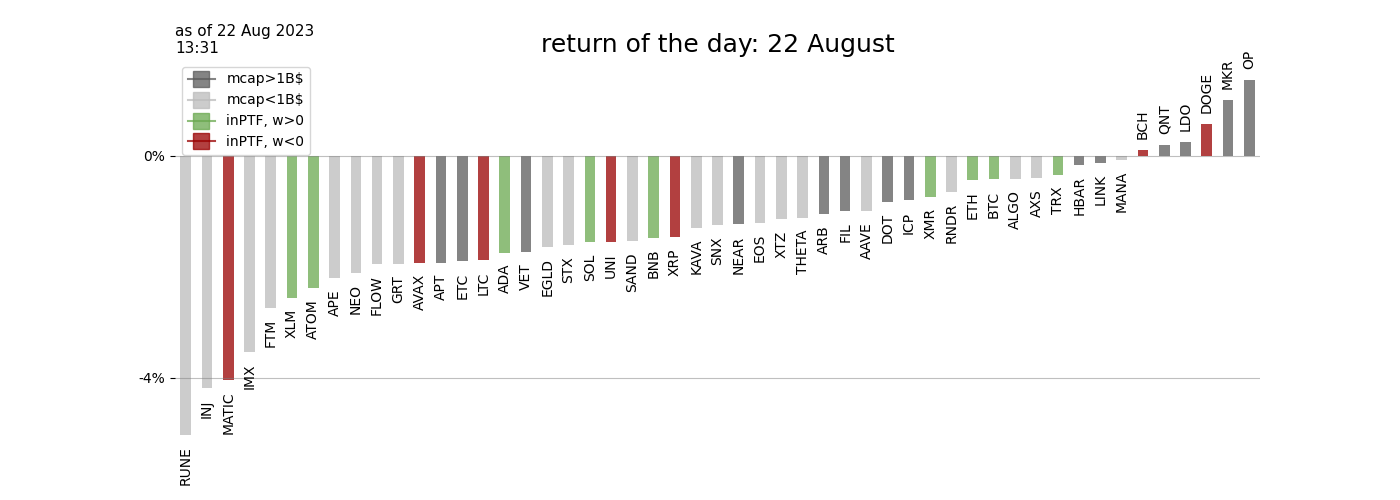 as of 22 Aug 2023
13:31
return of the day: 22 August
mcap>1B$
mcap<1B$
inPTF, w>0
inPTF, w<0
0%
-4%
RUNE
INJ
MATIC
IMX
FTM
XLM
ATOM
APE
NEO
FLOW
GRT
AVAX
APT
ETC
LTC
ADA
VET
EGLD
STX
SOL
UNI
SAND
BNB
XRP
KAVA
SNX
NEAR
EOS
XTZ
THETA
ARB
FIL
AAVE
DOT
ICP
XMR
RNDR
ETH
BTC
ALGO
AXS
TRX
HBAR
LINK
MANA
BCH
QNT
LDO
DOGE
MKR
OP